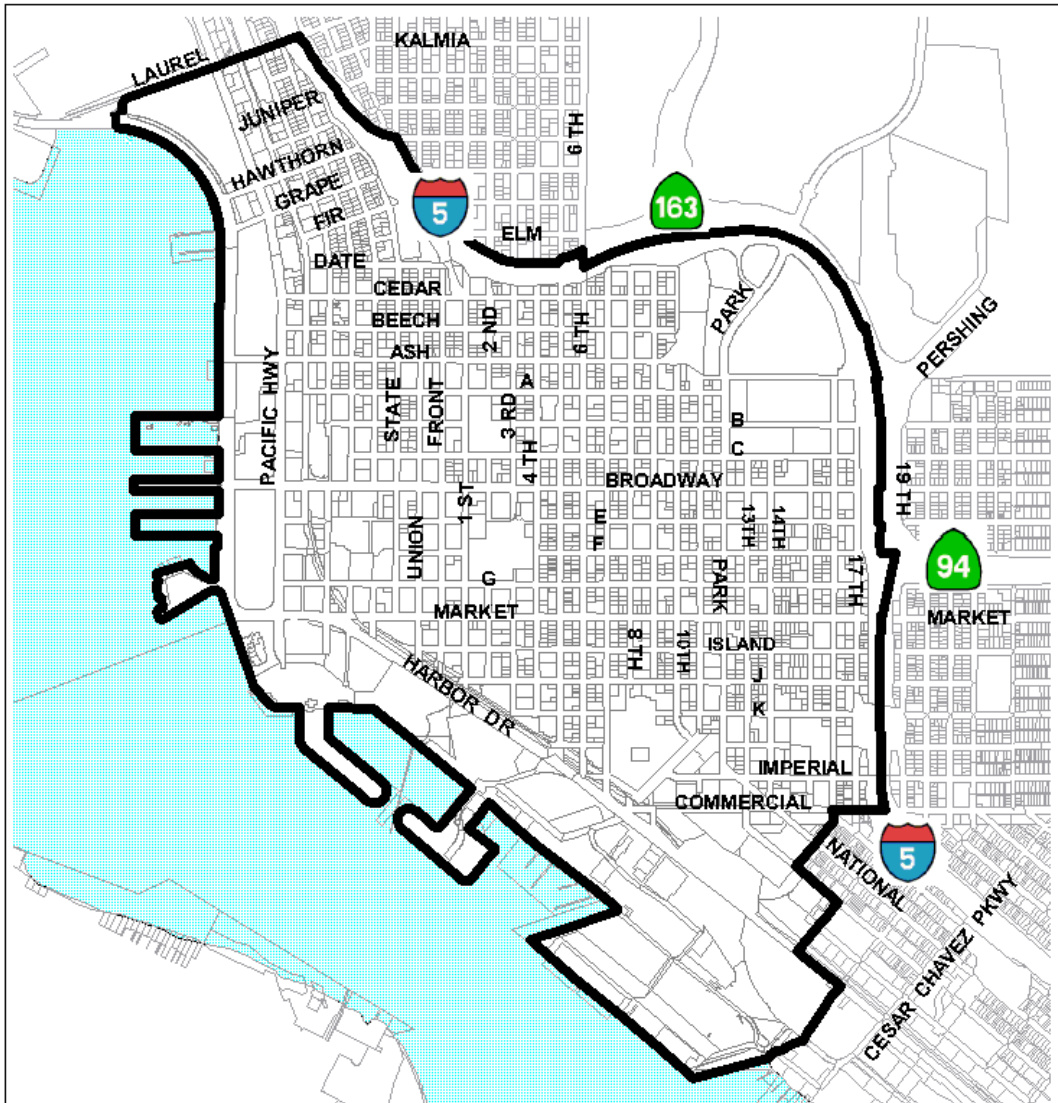 KALMIA
LAUREL
JUNIPER
6 TH
HAWTHORN
GRAPE
163
5
FIR
ELM
DATE
CEDAR
PARK
BEECH
2 ND
6 TH
PERSHING
ASH
A
STATE
FRONT
3 RD
B
PACIFIC HWY
C
4 TH
BROADWAY
19 TH
1 ST
E
13TH
14TH
UNION
F
94
G
PARK
17 TH
MARKET
MARKET
8 TH
10TH
ISLAND
HARBOR DR
J
K
IMPERIAL
COMMERCIAL
5
NATIONAL
CESAR CHAVEZ PKWY